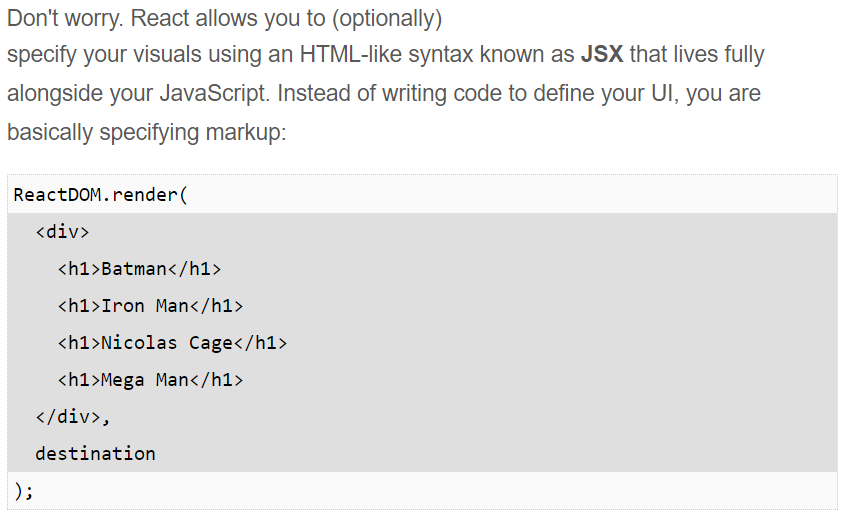 Don't worry. React allows you to (optionally)
specify your visuals using an HTML-like syntax known as JSX that lives fully
alongside your JavaScript. Instead of writing code to define your UI, you are
basically specifying markup:
ReactDOM.render(
  <div>
    <h1>Batman</h1>
    <h1>Iron Man</h1>
    <h1>Nicolas Cage</h1>
    <h1>Mega Man</h1>
  </div>,
  destination
);